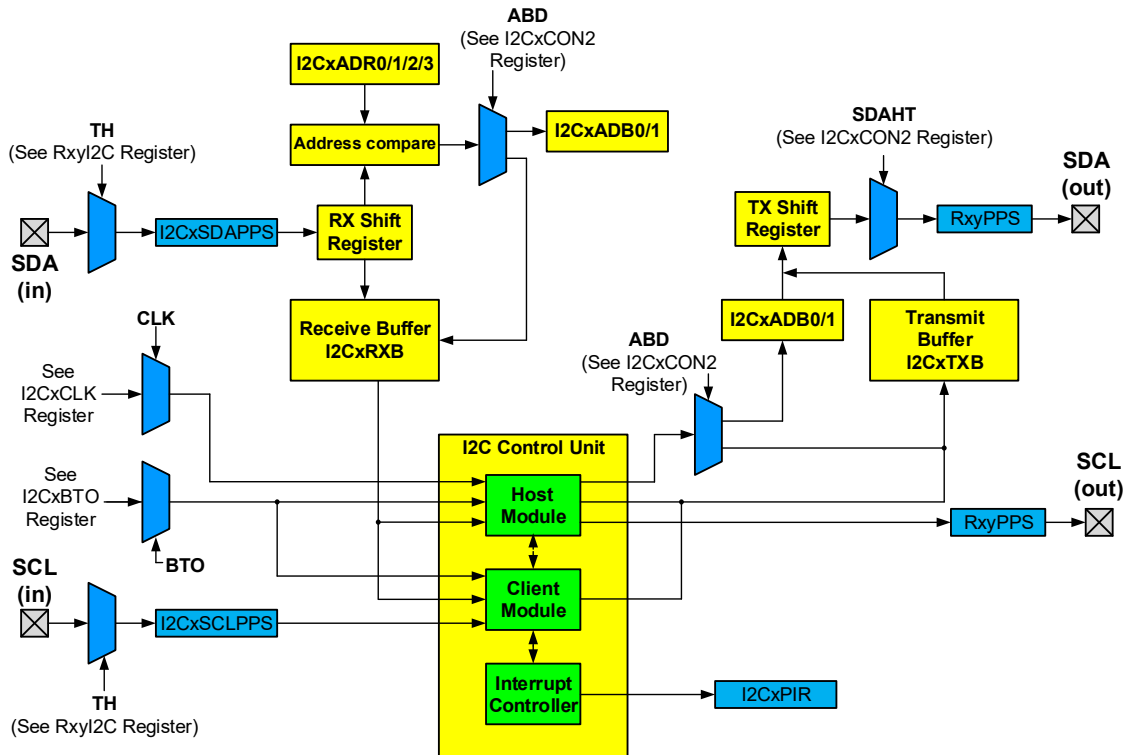 ABD
(See I2CxCON2
Register)
I2CxADR0/1/2/3
TH
(See RxyI2C Register)
Address compare
I2CxADB0/1
SDAHT
(See I2CxCON2 Register)
SDA
(out)
I2CxSDAPPS
RX Shift
Register
TX Shift
Register
RxyPPS
SDA
(in)
Receive Buffer
I2CxRXB
I2CxADB0/1
Transmit
Buffer
I2CxTXB
CLK
See
I2CxCLK
Register
ABD
(See I2CxCON2
Register)
I2C Control Unit
See
I2CxBTO
Register
BTO
Host
Module
SCL
(out)
RxyPPS
SCL
(in)
I2CxSCLPPS
Client
Module
TH
(See RxyI2C Register)
Interrupt
Controller
I2CxPIR